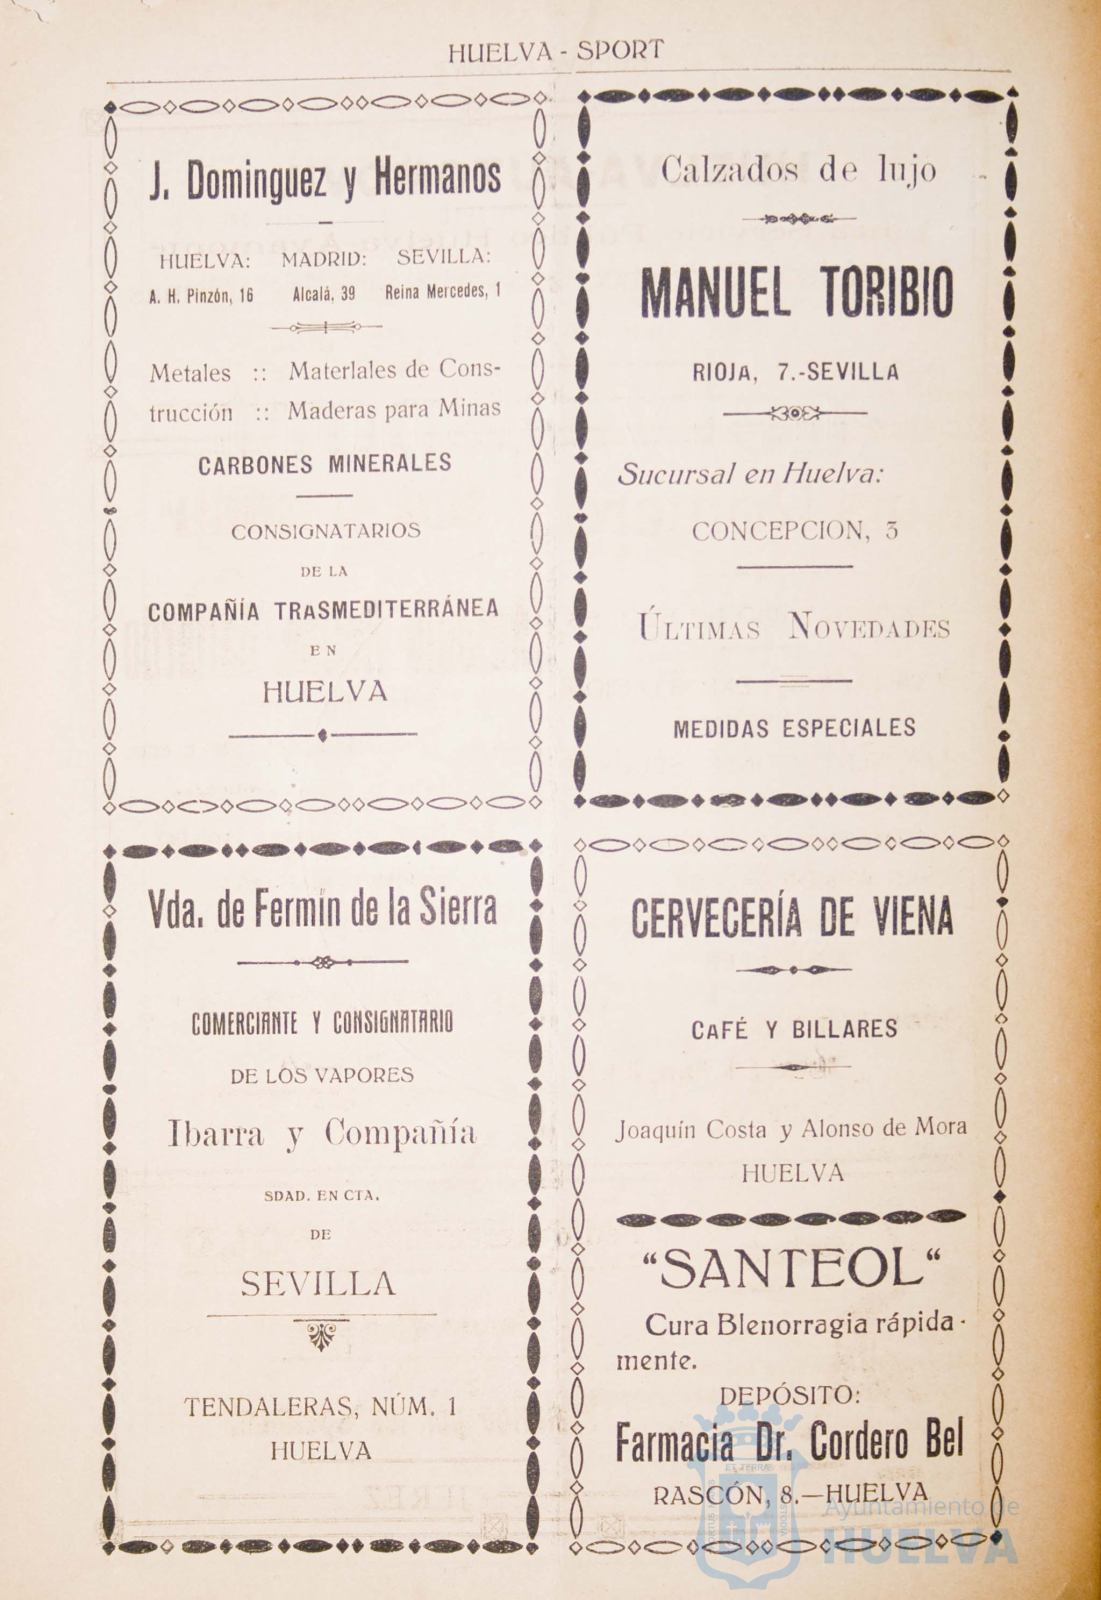 HUELVA - SPORT
J. Dominguez y Hermanos
HUELVA: MADRID: SEVILLA:
A. H. Pinzón, 16 Alcalá, 39 Reina Mercedes, 1
Metales :: Materlales de Cons-
trucción :: Maderas para Minas
CARBONES MINERALES
CONSIGNATARIOS
DE LA
COMPAÑÍA TRASMEDITERRÁNEA
EN
HUELVA
Calzados de lujo
MANUEL TORIBIO
RIOJA, 7.-SEVILLA
Sucursal en Huelva:
CONCEPCION, 3
ÚLTIMAS NOVEDADES
MEDIDAS ESPECIALES
Vda. de Fermín de la Sierra
COMERCIANTE Y CONSIGNATARIO
DE LOS VAPORES
Ibarra y Compañía
SDAD. EN CTA.
DE
SEVILLA
TENDALERAS, NÚM. 1
HUELVA
CERVECERÍA DE VIENA
CAFÉ Y BILLARES
Joaquín Costa y Alonso de Mora
HUELVA
"SANTEOL"
Cura Blenorragia rápida-
mente.
DEPÓSITO:
Farmacia Dr. Cordero Bel
RASCÓN, 8.—HUELVA
Ayuntamiento de
HUELVA